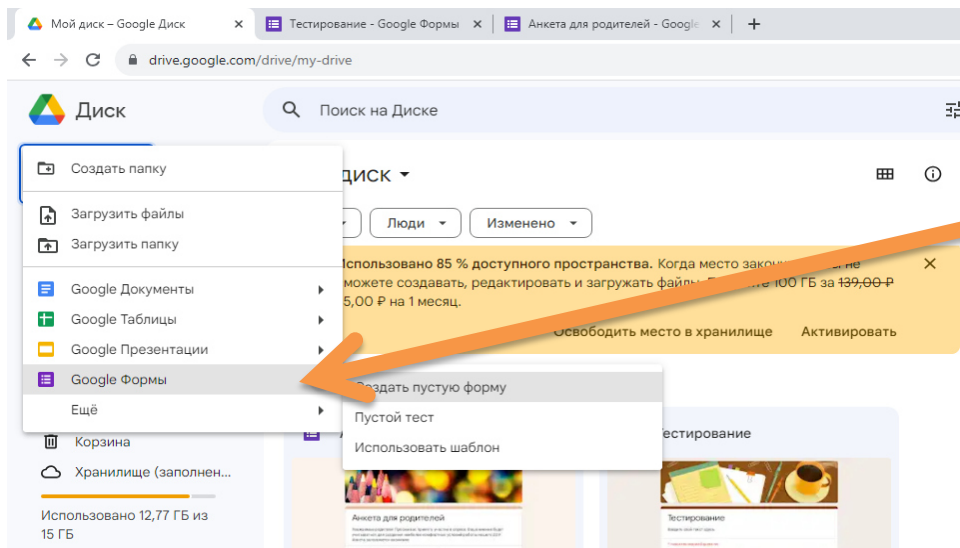 Мой диск – Google Диск
Тестирование - Google Формы
Анкета для родителей - Google
drive.google.com/drive/my-drive
Диск
Поиск на Диске
Создать папку
Загрузить файлы
Загрузить папку
Google Документы
Google Таблицы
Google Презентации
Google Формы
Ещё
Корзина
Хранилище (заполнен...
Использовано 12,77 ГБ из
15 ГБ
диск
Люди
Изменено
Использовано 85 % доступного пространства. Когда место
можете создавать, редактировать и загружать 100 ГБ за 139,00 ₽
5,00 ₽ на 1 месяц.
Освободить место в хранилище
Активировать
Создать пустую форму
Пустой тест
Использовать шаблон
Тестирование
Анкета для родителей
Тестирование